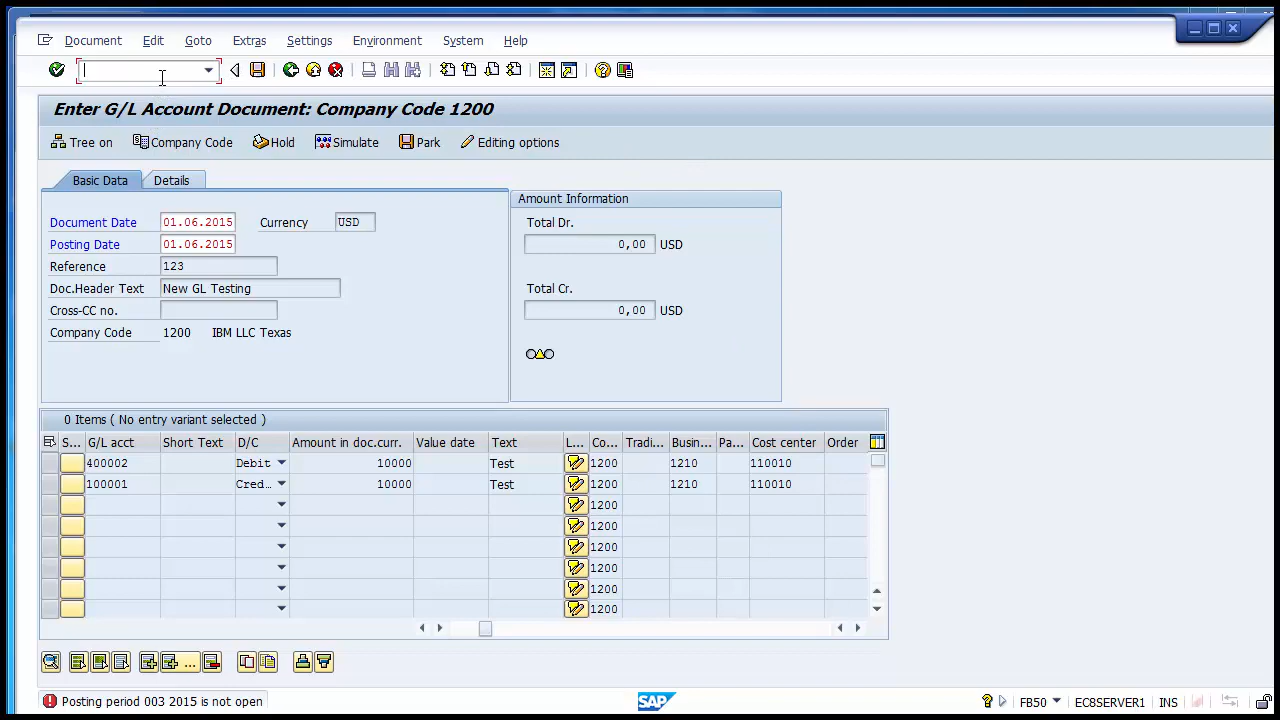 Document Edit Goto Extras Settings Environment System Help
Enter G/L Account Document: Company Code 1200
Tree on Company Code Hold Simulate Park Editing options
Basic Data Details
Amount Information
Document Date 01.06.2015 Currency USD
Total Dr.
Posting Date 01.06.2015
0,00 USD
Reference 123
Doc.Header Text New GL Testing
Total Cr.
Cross-CC no.
0,00 USD
Company Code 1200 IBM LLC Texas
0 Items ( No entry variant selected )
S... G/L acct Short Text D/C Amount in doc.curr. Value date Text L... Co... Tradi... Busin... Pa... Cost center Order
400002 Debit 10000 Test 1200 1210 110010
100001 Cred... 10000 Test 1200 1210 110010
1200
1200
1200
1200
1200
1200
...
Posting period 003 2015 is not open
SAP
FB50 EC8SERVER1 INS